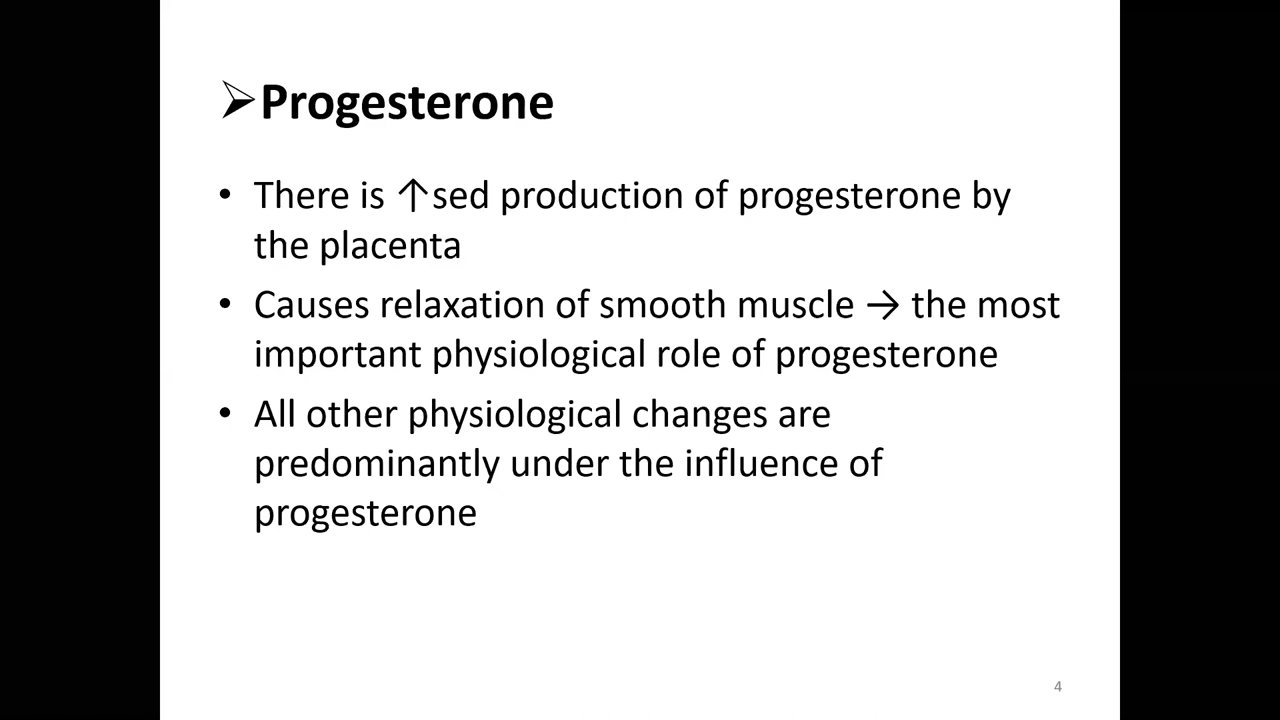 ➢Progesterone
• There is ↑sed production of progesterone by
the placenta
• Causes relaxation of smooth muscle → the most
important physiological role of progesterone
• All other physiological changes are
predominantly under the influence of
progesterone
4